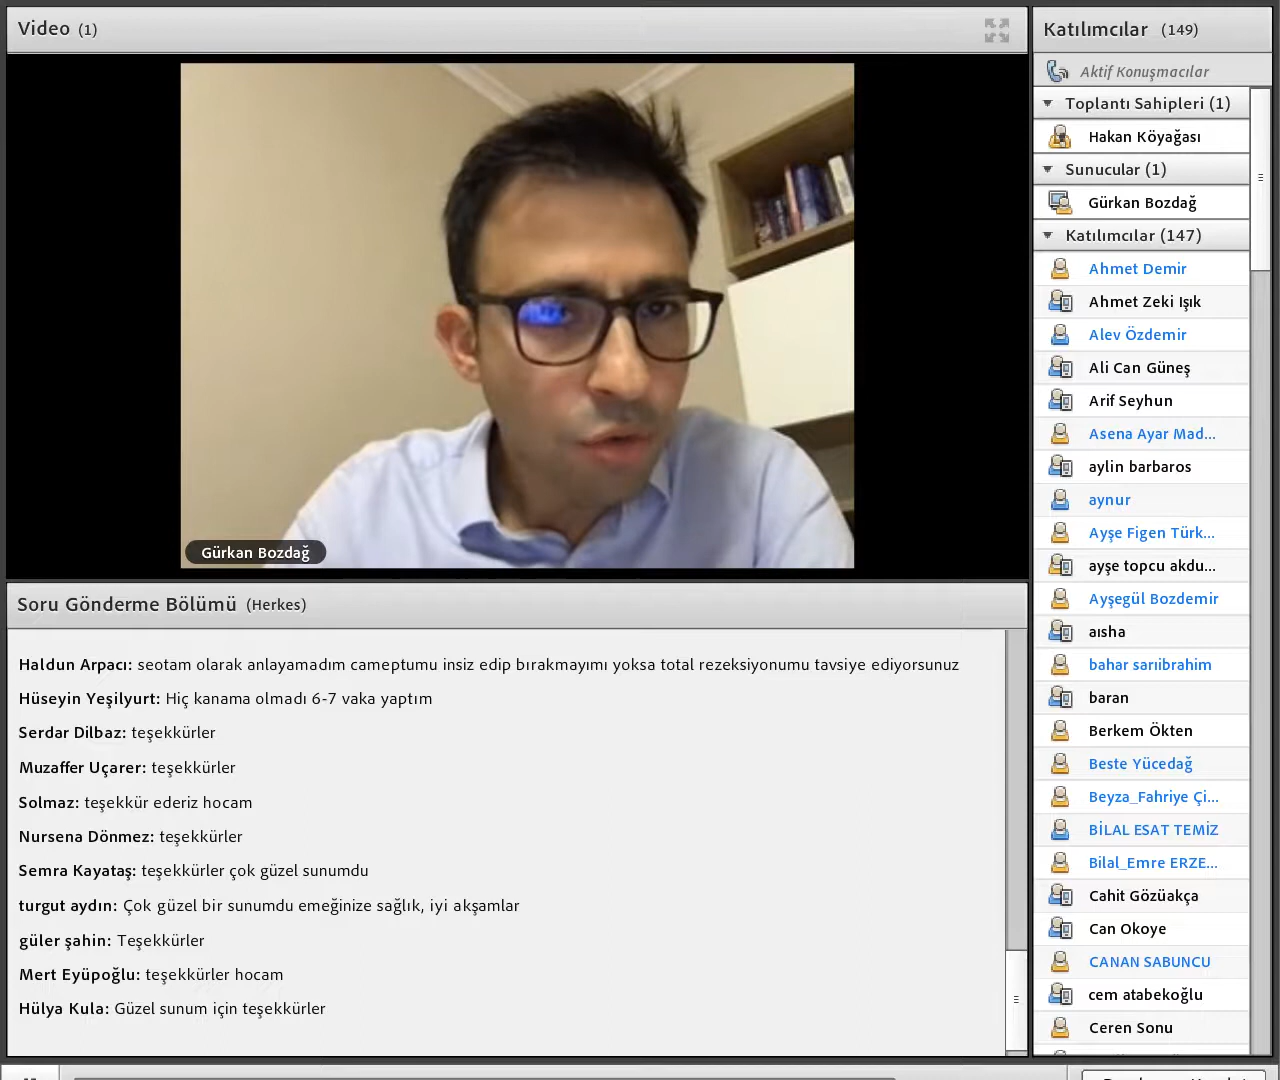 Video (1)
Gürkan Bozdağ
Soru Gönderme Bölümü (Herkes)
Haldun Arpacı: seotam olarak anlayamadım cameptumu insiz edip bırakmayımı yoksa total rezeksiyonumu tavsiye ediyorsunuz
Hüseyin Yeşilyurt: Hiç kanama olmadı 6-7 vaka yaptım
Serdar Dilbaz: teşekkürler
Muzaffer Uçarer: teşekkürler
Solmaz: teşekkür ederiz hocam
Nursena Dönmez: teşekkürler
Semra Kayataş: teşekkürler çok güzel sunumdu
turgut aydın: Çok güzel bir sunumdu emeğinize sağlık, iyi akşamlar
güler şahin: Teşekkürler
Mert Eyüpoğlu: teşekkürler hocam
Hülya Kula: Güzel sunum için teşekkürler
Katılımcılar (149)
Aktif Konuşmacılar
Toplantı Sahipleri (1)
Hakan Köyağası
Sunucular (1)
Gürkan Bozdağ
Katılımcılar (147)
Ahmet Demir
Ahmet Zeki Işık
Alev Özdemir
Ali Can Güneş
Arif Seyhun
Asena Ayar Mad...
aylin barbaros
aynur
Ayşe Figen Türk...
ayşe topcu akdu...
Ayşegül Bozdemir
aısha
bahar sarıibrahim
baran
Berkem Ökten
Beste Yücedağ
Beyza_Fahriye Çi...
BİLAL ESAT TEMİZ
Bilal_Emre ERZE...
Cahit Gözüakça
Can Okoye
CANAN SABUNCU
cem atabekoğlu
Ceren Sonu